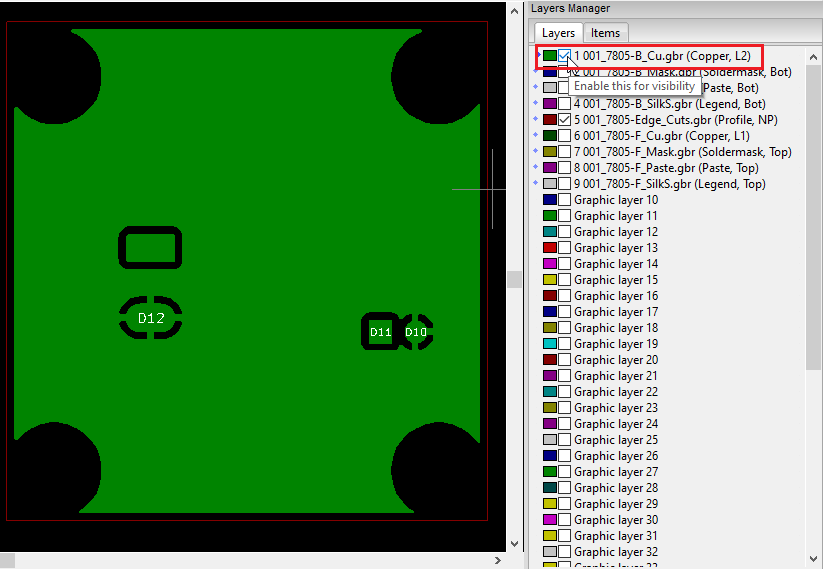 Layers Manager
Layers Items
1 001_7805-B_Cu.gbr (Copper, L2)
2 001_7805-B_Mask.gbr (Soldermask, Bot)
Enable this for visibility
(Paste, Bot)
4 001_7805-B_SilkS.gbr (Legend, Bot)
5 001_7805-Edge_Cuts.gbr (Profile, NP)
6 001_7805-F_Cu.gbr (Copper, L1)
7 001_7805-F_Mask.gbr (Soldermask, Top)
8 001_7805-F_Paste.gbr (Paste, Top)
9 001_7805-F_SilkS.gbr (Legend, Top)
Graphic layer 10
Graphic layer 11
Graphic layer 12
Graphic layer 13
Graphic layer 14
Graphic layer 15
Graphic layer 16
Graphic layer 17
Graphic layer 18
Graphic layer 19
Graphic layer 20
Graphic layer 21
Graphic layer 22
Graphic layer 23
Graphic layer 24
Graphic layer 25
Graphic layer 26
Graphic layer 27
Graphic layer 28
Graphic layer 29
Graphic layer 30
Graphic layer 31
Graphic layer 32
D12
D11 D10